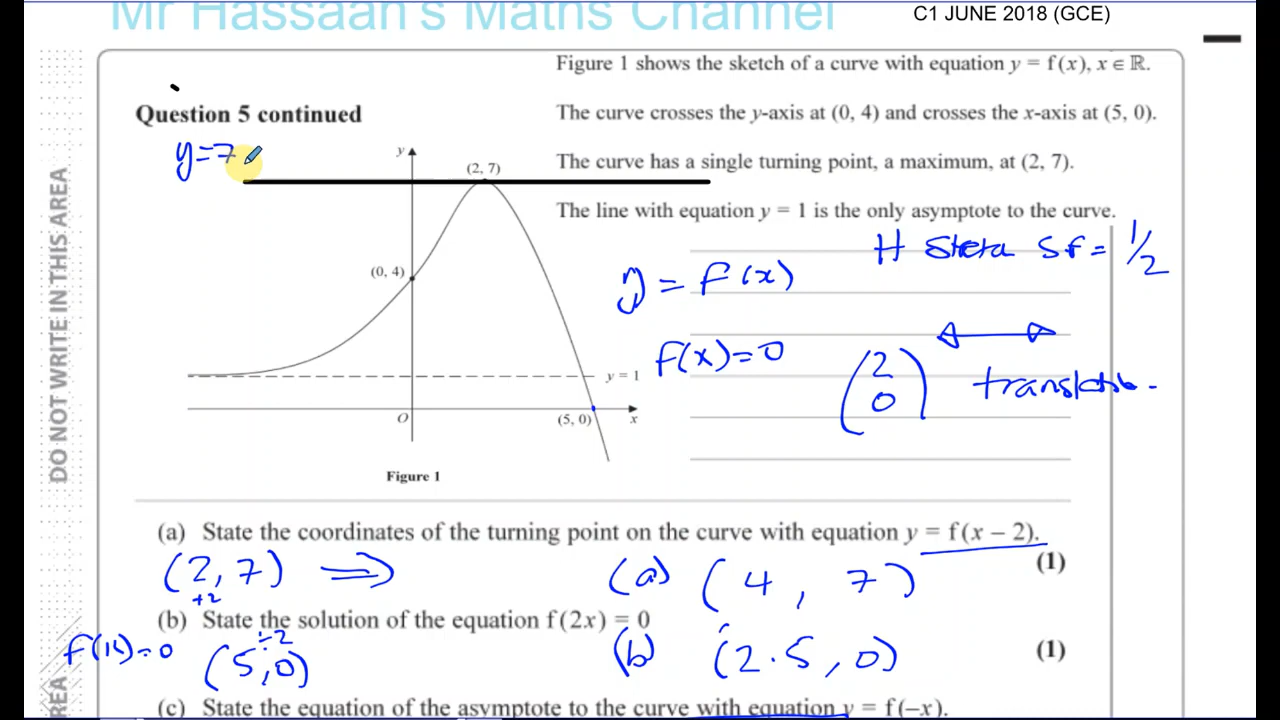 Mr Hassaan's Maths Channel
C1 JUNE 2018 (GCE)
Figure 1 shows the sketch of a curve with equation y = f(x), x ∈ ℝ.
Question 5 continued
The curve crosses the y-axis at (0, 4) and crosses the x-axis at (5, 0).
y=7
y
(2, 7)
The curve has a single turning point, a maximum, at (2, 7).
The line with equation y = 1 is the only asymptote to the curve.
DO NOT WRITE IN THIS AREA
SF = 1/2
(0, 4)
y = f(x)
f(x)=0
y = 1
(2
0)
O
(5, 0)
x
Figure 1
(a) State the coordinates of the turning point on the curve with equation y = f(x − 2).
(1)
(2, 7) ⟹
+2
(a) (4, 7)
(b) State the solution of the equation f(2x) = 0
÷2
(5, 0)
(b) (2.5, 0)
(1)
REA
(c) State the equation of the asymptote to the curve with equation y = f(−x).